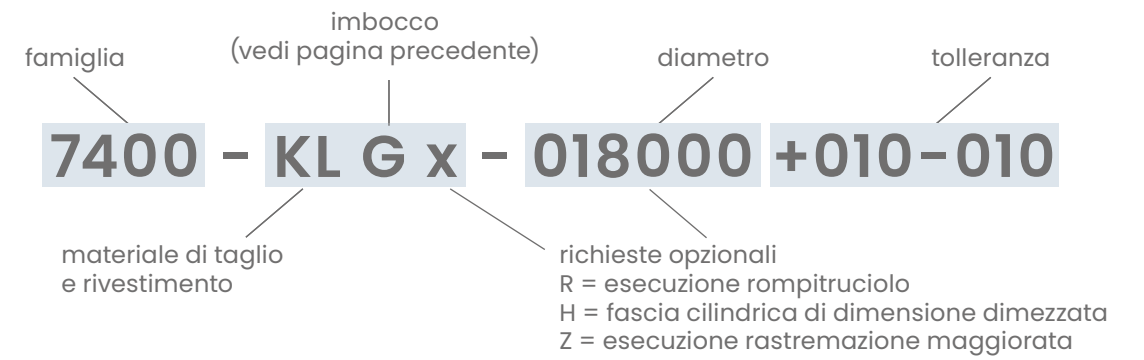 imbocco
(vedi pagina precedente)
famiglia
diametro
tolleranza
7400 – KL G x – 018000 +010–010
materiale di taglio
e rivestimento
richieste opzionali
R = esecuzione rompitruciolo
H = fascia cilindrica di dimensione dimezzata
Z = esecuzione rastremazione maggiorata